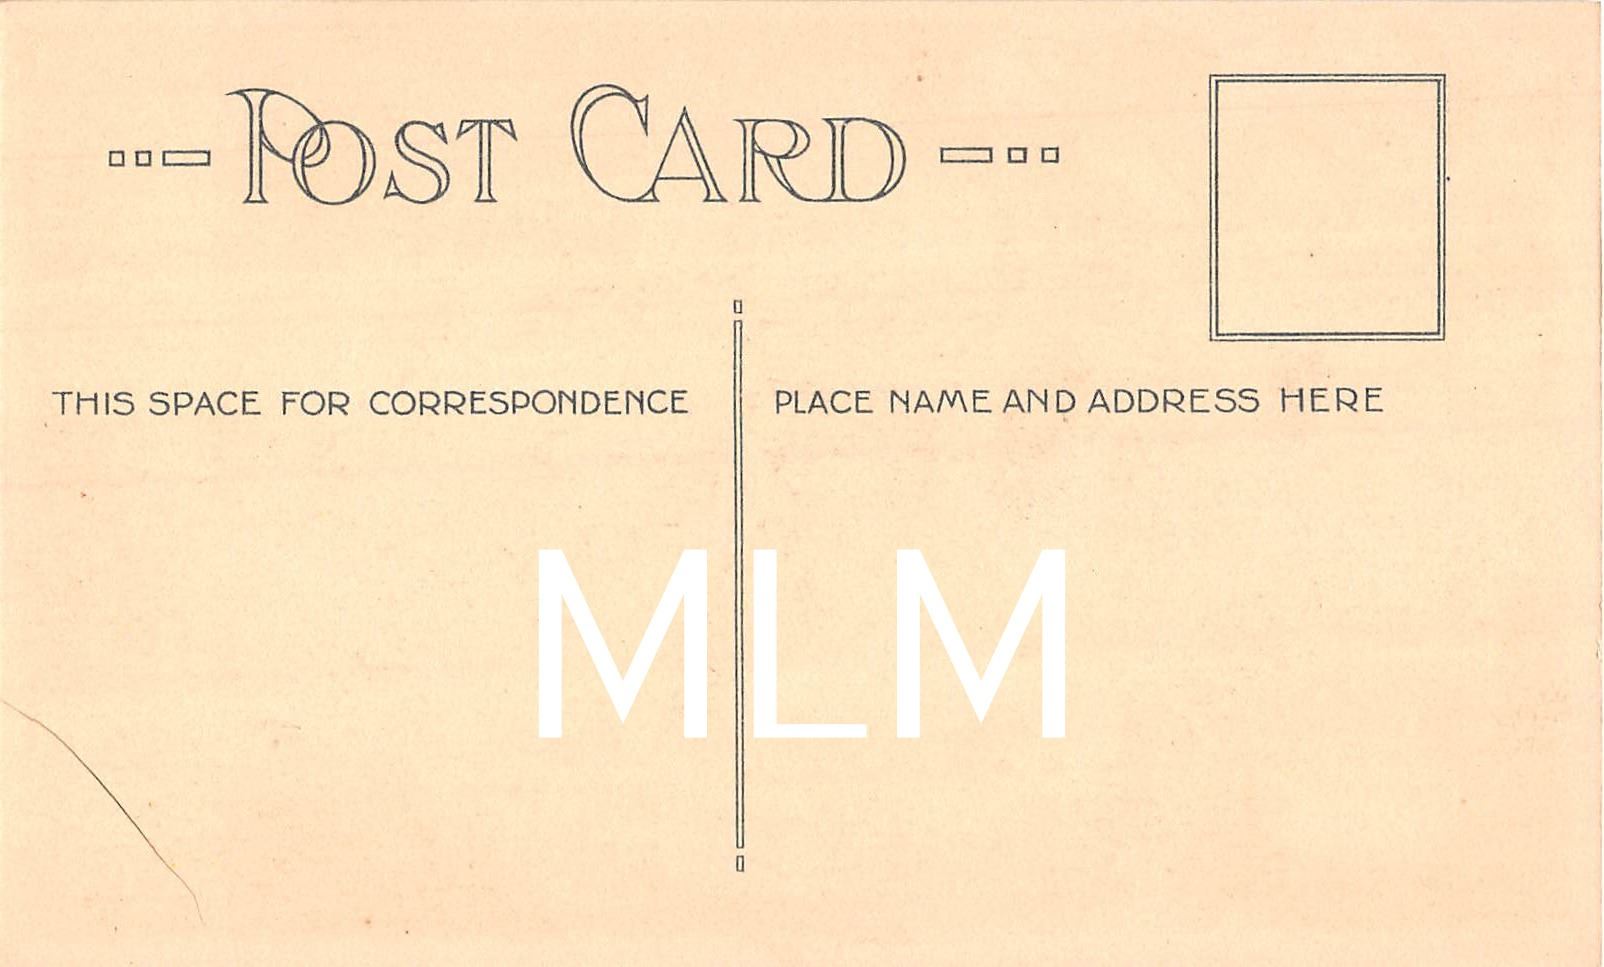 POST CARD
THIS SPACE FOR CORRESPONDENCE
PLACE NAME AND ADDRESS HERE
MLM